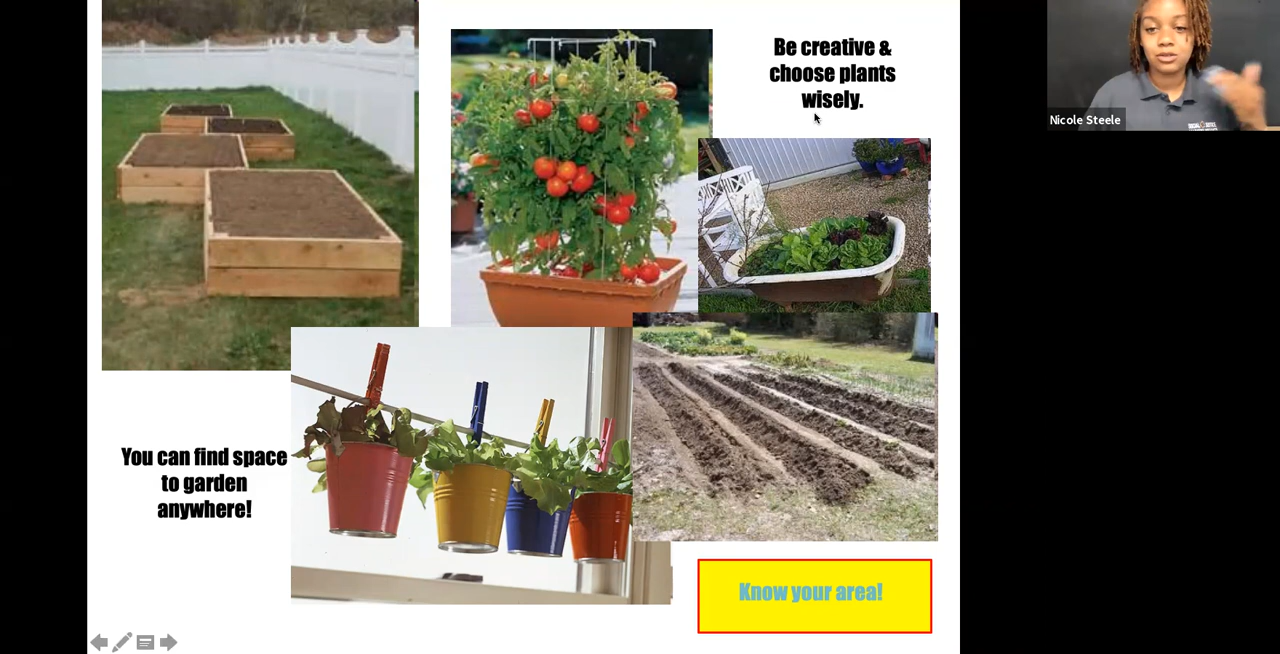 Be creative &
choose plants
wisely.
Nicole Steele
You can find space
to garden
anywhere!
Know your area!